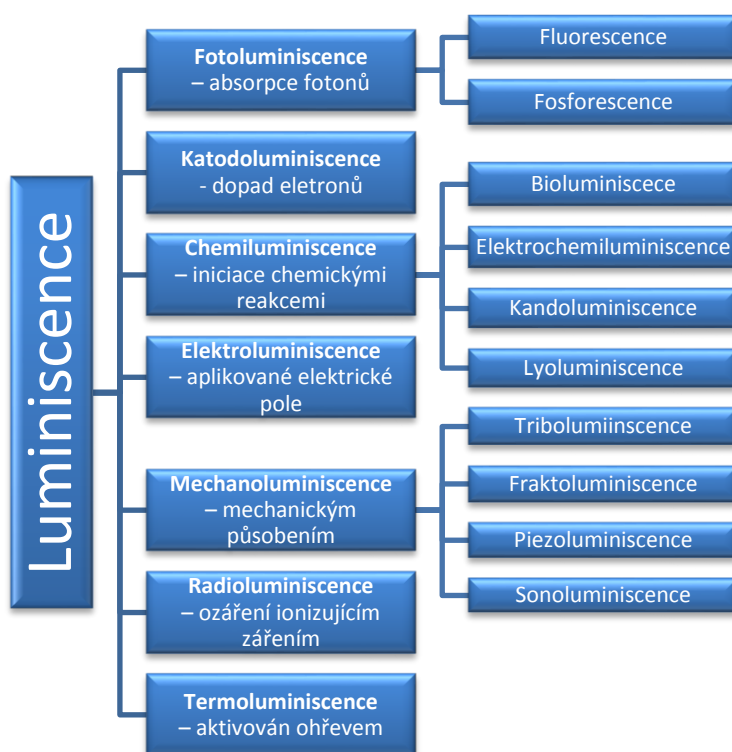 Luminiscence
Fotoluminiscence
– absorpce fotonů
Fluorescence
Fosforescence
Katodoluminiscence
- dopad eletronů
Chemiluminiscence
– iniciace chemickými
reakcemi
Bioluminiscece
Elektrochemiluminiscence
Kandoluminiscence
Lyoluminiscence
Elektroluminiscence
– aplikované elektrické
pole
Mechanoluminiscence
– mechanickým
působením
Tribolumiinscence
Fraktoluminiscence
Piezoluminiscence
Sonoluminiscence
Radioluminiscence
– ozáření ionizujícím
zářením
Termoluminiscence
– aktivován ohřevem